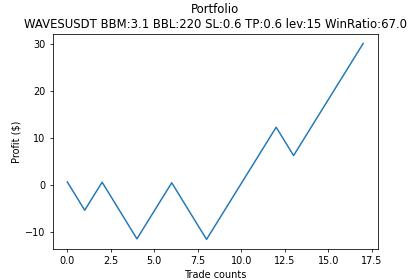 Portfolio
WAVESUSDT BBM:3.1 BBL:220 SL:0.6 TP:0.6 lev:15 WinRatio:67.0
30
20
10
0
−10
Profit ($)
0.0 2.5 5.0 7.5 10.0 12.5 15.0 17.5
Trade counts